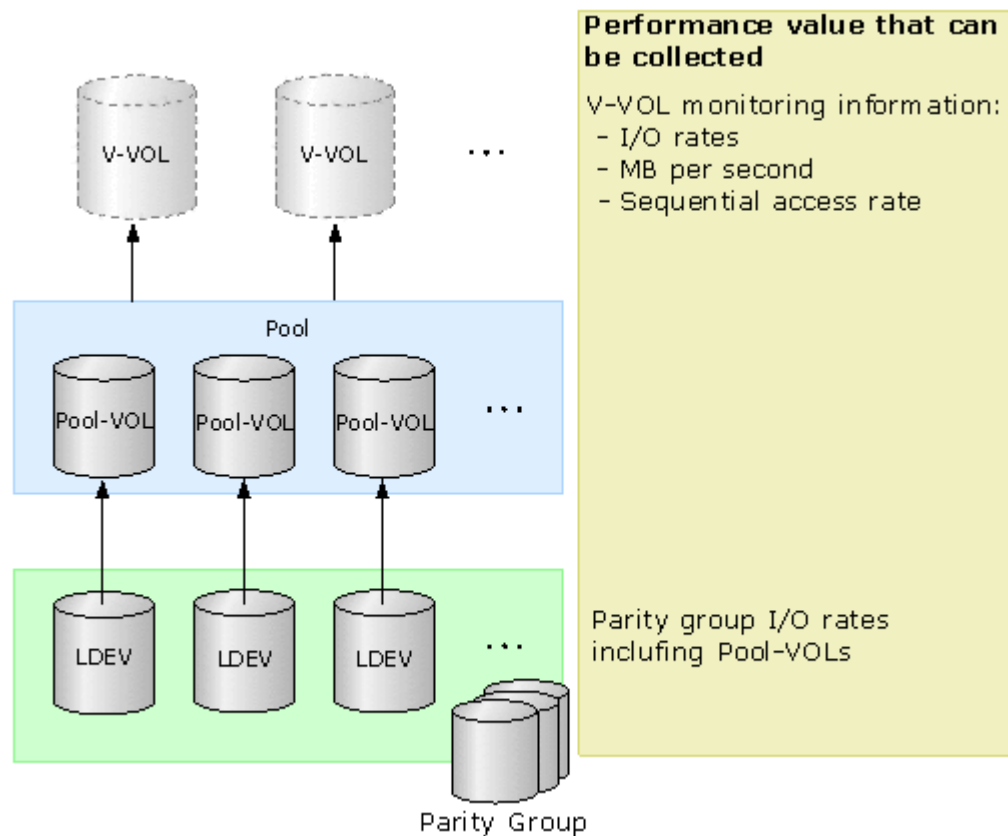 Performance value that can
be collected
V-VOL monitoring information:
- I/O rates
- MB per second
- Sequential access rate
V-VOL V-VOL ...
Pool
Pool-VOL Pool-VOL Pool-VOL ...
LDEV LDEV LDEV ...
Parity group I/O rates
inclufing Pool-VOLs
Parity Group